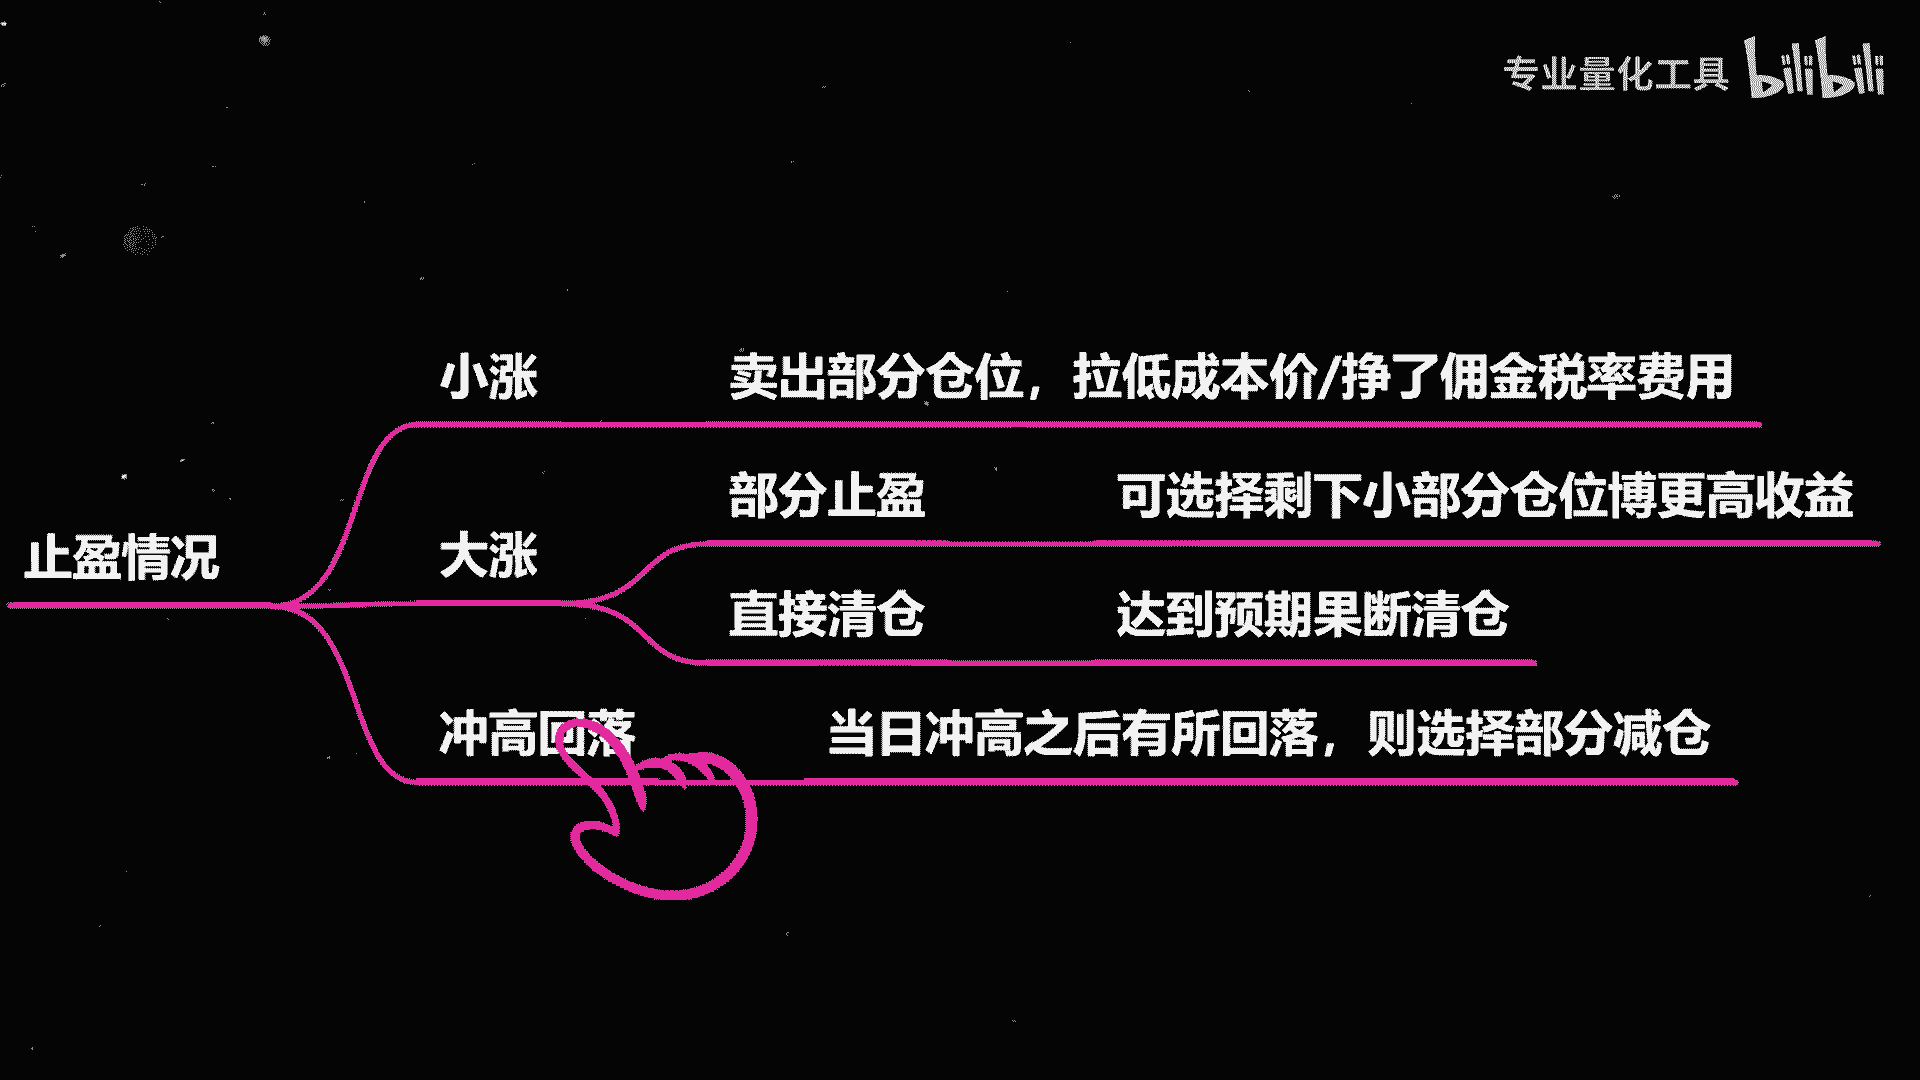 专业量化工具 bilibili
小涨 卖出部分仓位，拉低成本价/挣了佣金税率费用
部分止盈 可选择剩下小部分仓位博更高收益
止盈情况 大涨
直接清仓 达到预期果断清仓
冲高回落 当日冲高之后有所回落，则选择部分减仓